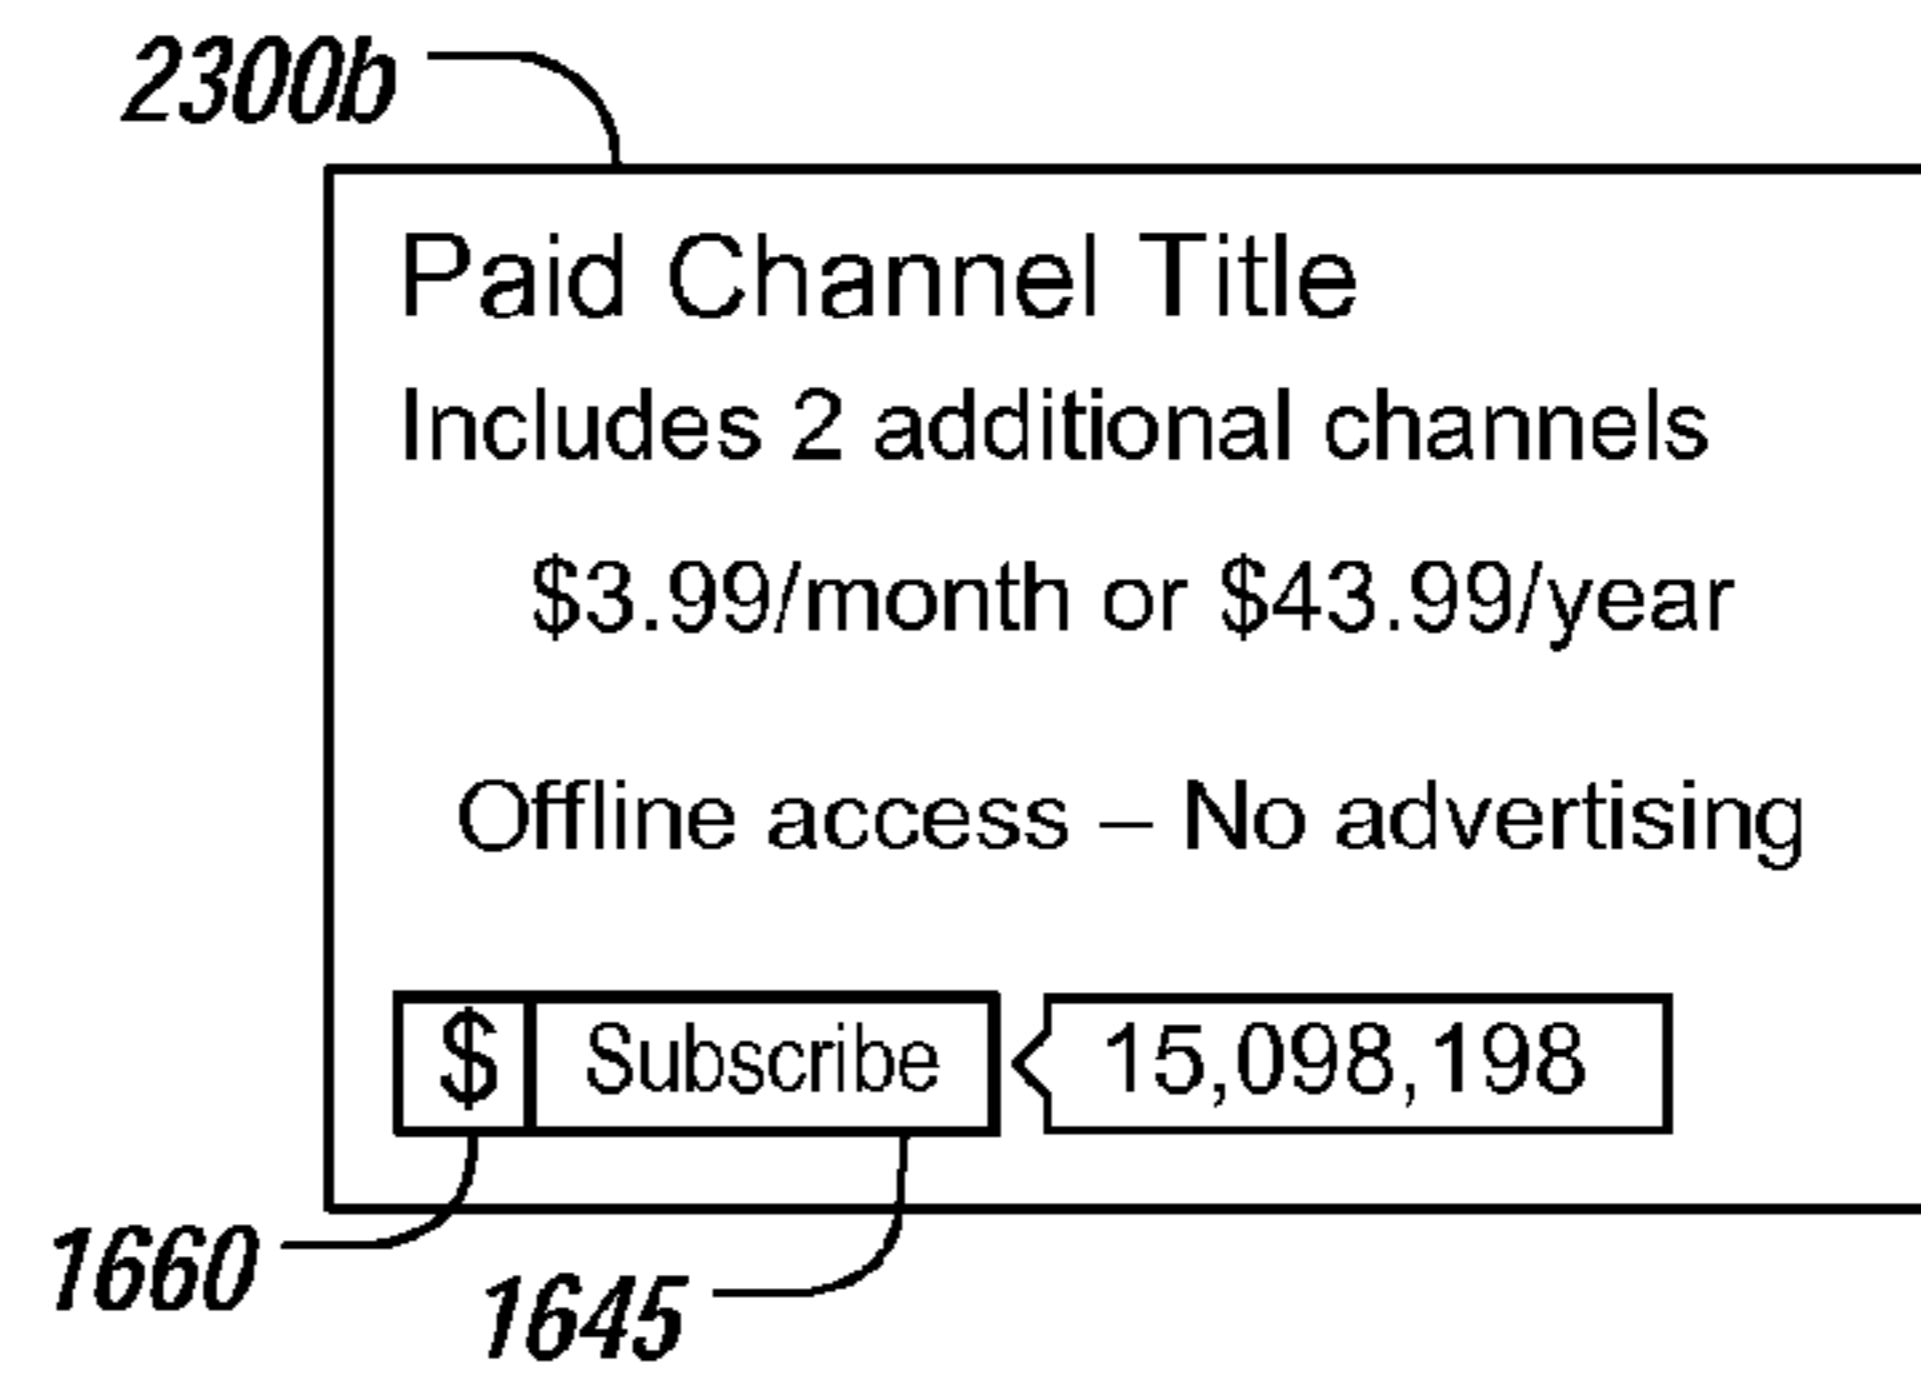 2300b
Paid Channel Title
Includes 2 additional channels
$3.99/month or $43.99/year
Offline access – No advertising
$ Subscribe 15,098,198
1660
1645